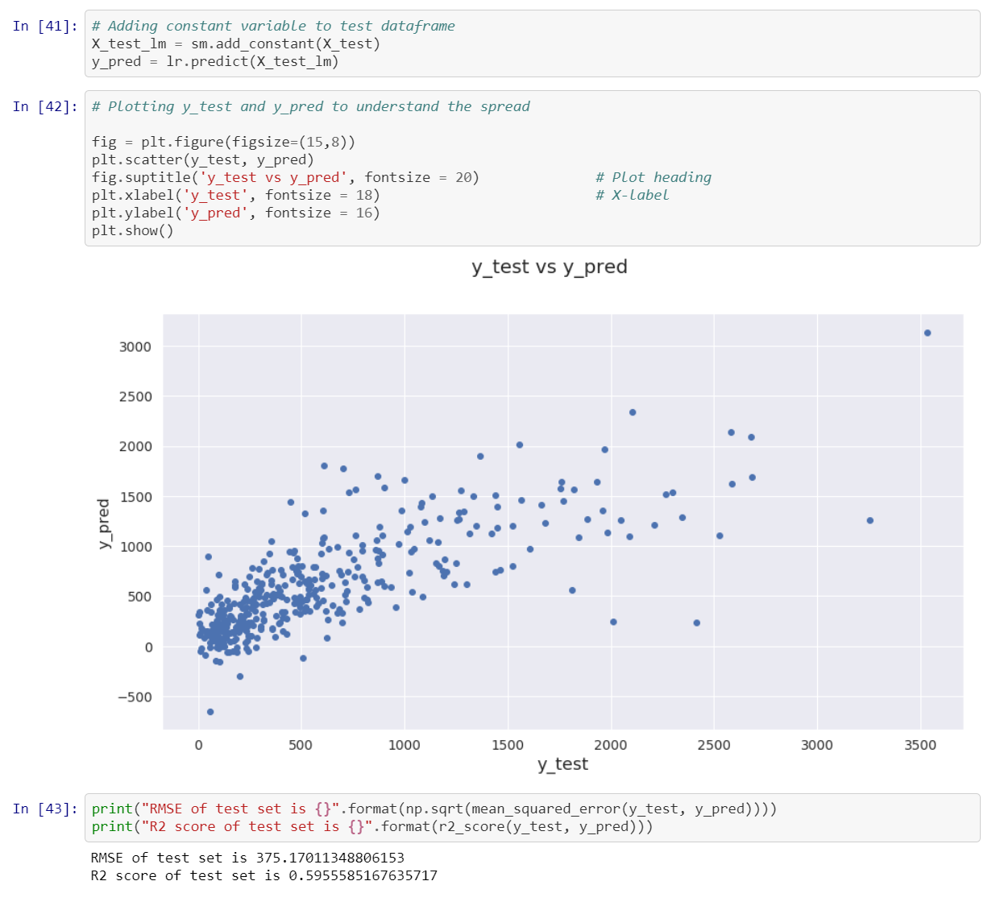 In [41]: # Adding constant variable to test dataframe
X_test_lm = sm.add_constant(X_test)
y_pred = lr.predict(X_test_lm)
In [42]: # Plotting y_test and y_pred to understand the spread
fig = plt.figure(figsize=(15,8))
plt.scatter(y_test, y_pred)
fig.suptitle('y_test vs y_pred', fontsize = 20)              # Plot heading
plt.xlabel('y_test', fontsize = 18)                          # X-label
plt.ylabel('y_pred', fontsize = 16)
plt.show()
y_test vs y_pred
3000
2500
2000
1500
1000
500
0
−500
y_pred
0 500 1000 1500 2000 2500 3000 3500
y_test
In [43]: print("RMSE of test set is {}".format(np.sqrt(mean_squared_error(y_test, y_pred))))
print("R2 score of test set is {}".format(r2_score(y_test, y_pred)))
RMSE of test set is 375.17011348806153
R2 score of test set is 0.5955585167635717